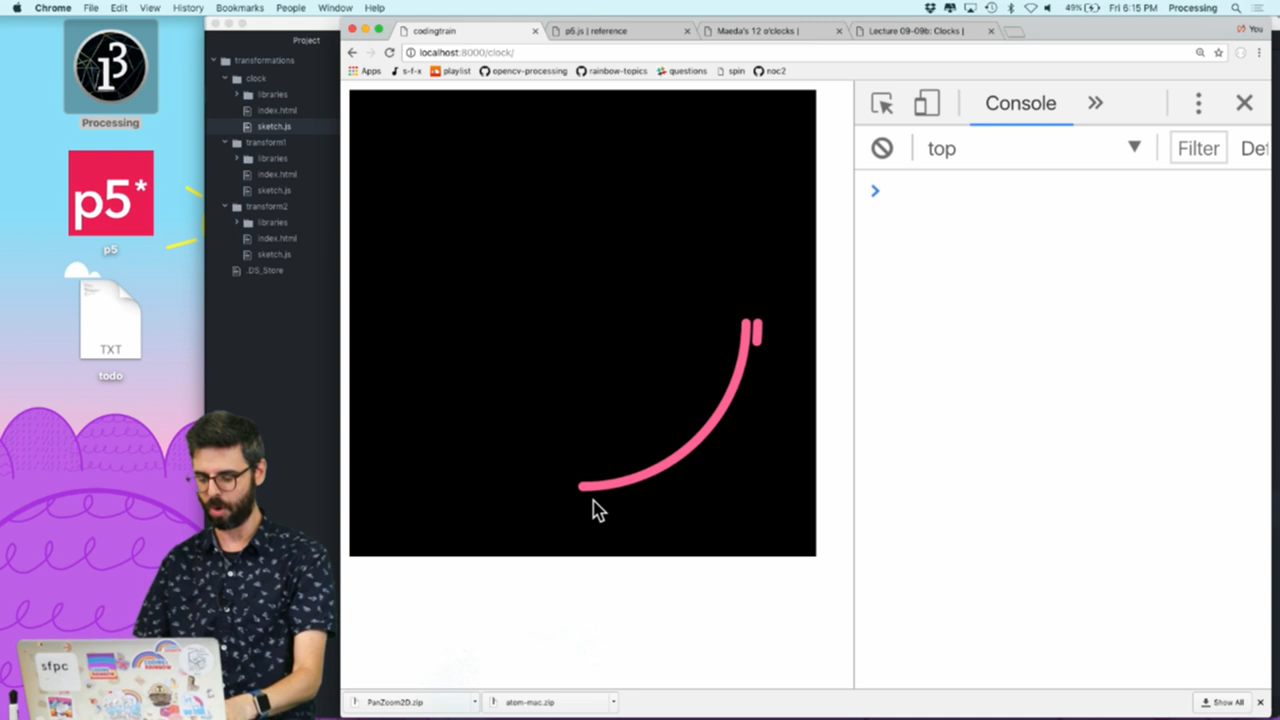 Chrome File Edit View History Bookmarks People Window Help 49% Fri 6:15 PM Processing
Processing
p5*
p5
TXT
todo
Project
transformations
clock
libraries
index.html
sketch.js
transform1
libraries
index.html
sketch.js
transform2
libraries
index.html
sketch.js
.DS_Store
codingtrain
p5.js | reference
Maeda's 12 o'clocks |
Lecture 09-09b: Clocks |
You
localhost:8000/clock/
Apps s-f-x playlist opencv-processing rainbow-topics questions spin noc2
Console
top
Filter
De
sfpc
PanZoom2D.zip
atom-mac.zip
Show All